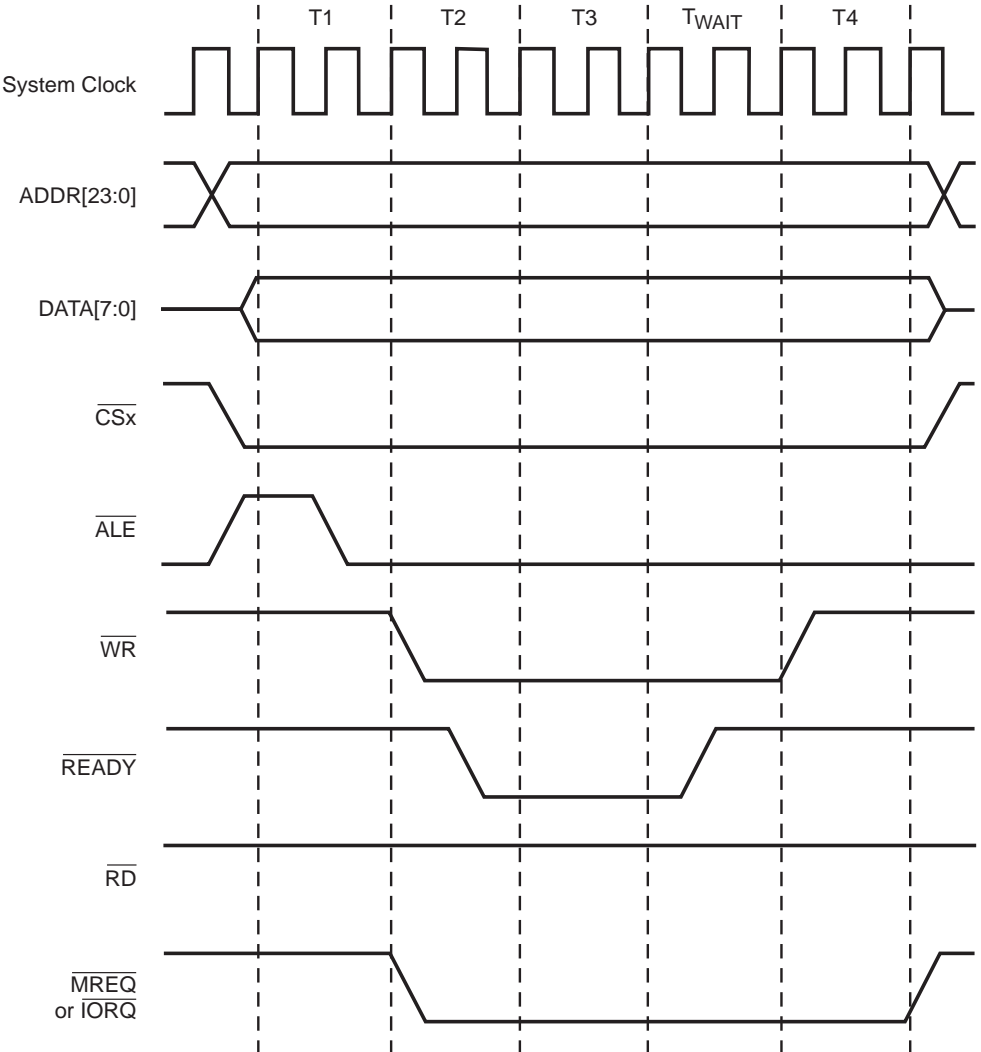 T1 T2 T3 TWAIT T4
System Clock
ADDR[23:0]
DATA[7:0]
CSx
ALE
WR
READY
RD
MREQ
or IORQ